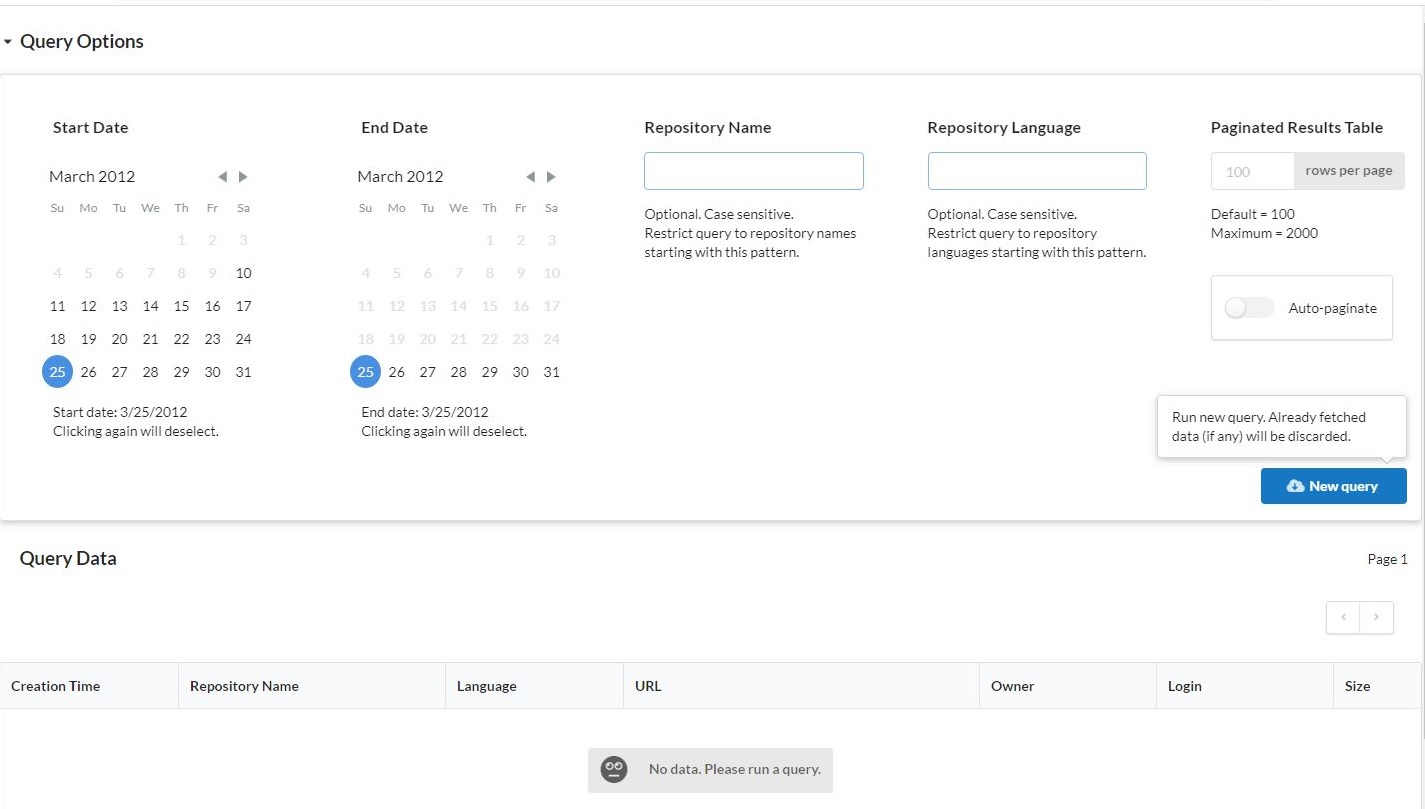 Query Options
Start Date
March 2012
Su Mo Tu We Th Fr Sa
1 2 3
4 5 6 7 8 9 10
11 12 13 14 15 16 17
18 19 20 21 22 23 24
25 26 27 28 29 30 31
Start date: 3/25/2012
Clicking again will deselect.
End Date
March 2012
Su Mo Tu We Th Fr Sa
1 2 3
4 5 6 7 8 9 10
11 12 13 14 15 16 17
18 19 20 21 22 23 24
25 26 27 28 29 30 31
End date: 3/25/2012
Clicking again will deselect.
Repository Name
Optional. Case sensitive.
Restrict query to repository names
starting with this pattern.
Repository Language
Optional. Case sensitive.
Restrict query to repository
languages starting with this pattern.
Paginated Results Table
100 rows per page
Default = 100
Maximum = 2000
Auto-paginate
Run new query. Already fetched
data (if any) will be discarded.
New query
Query Data
Page 1
Creation Time Repository Name Language URL Owner Login Size
No data. Please run a query.